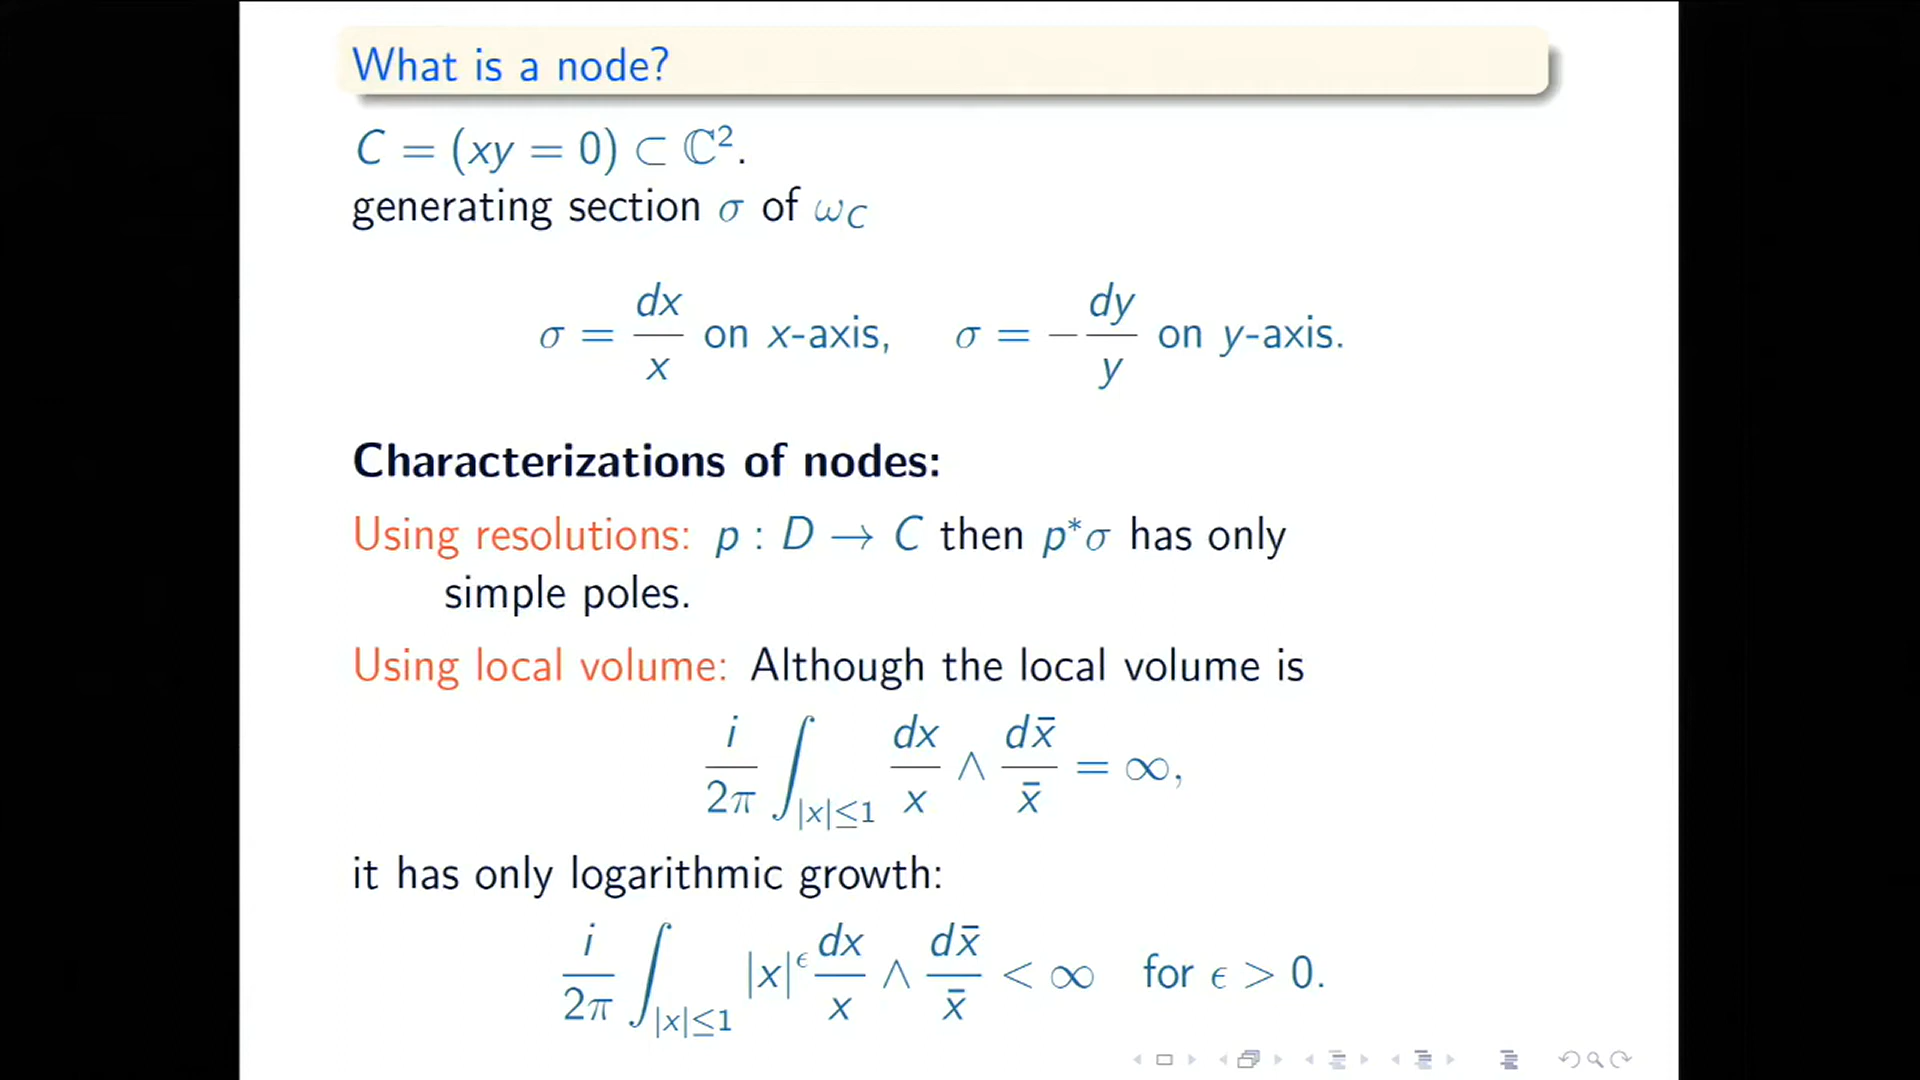 What is a node?
C = (xy = 0) ⊂ ℂ².
generating section σ of ω_C
σ = dx/x on x-axis, σ = −dy/y on y-axis.
Characterizations of nodes:
Using resolutions: p : D → C then p*σ has only
simple poles.
Using local volume: Although the local volume is
i/2π ∫_{|x|≤1} dx/x ∧ dx̄/x̄ = ∞,
it has only logarithmic growth:
i/2π ∫_{|x|≤1} |x|^ϵ dx/x ∧ dx̄/x̄ < ∞ for ϵ > 0.